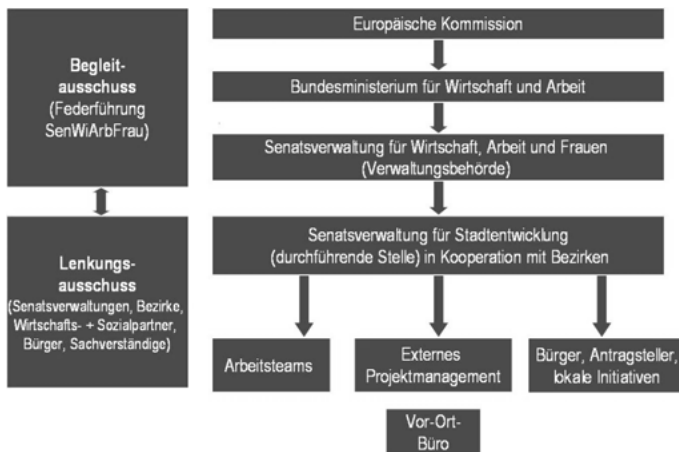 Begleit-
ausschuss
(Federführung
SenWiArbFrau)
Lenkungs-
ausschuss
(Senatsverwaltungen, Bezirke,
Wirtschafts- + Sozialpartner,
Bürger, Sachverständige)
Europäische Kommission
Bundesministerium für Wirtschaft und Arbeit
Senatsverwaltung für Wirtschaft, Arbeit und Frauen
(Verwaltungsbehörde)
Senatsverwaltung für Stadtentwicklung
(durchführende Stelle) in Kooperation mit Bezirken
Arbeitsteams
Externes
Projektmanagement
Bürger, Antragsteller,
lokale Initiativen
Vor-Ort-
Büro